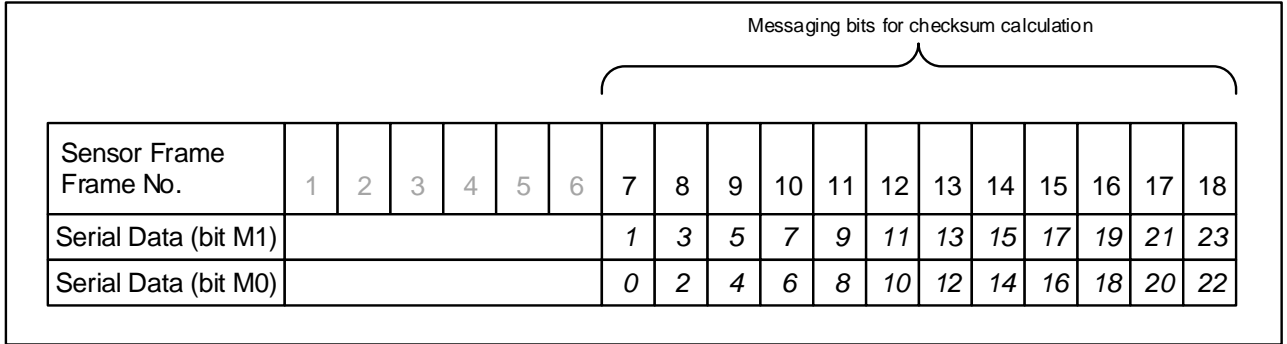 Messaging bits for checksum calculation
Sensor Frame
Frame No. 1 2 3 4 5 6 7 8 9 10 11 12 13 14 15 16 17 18
Serial Data (bit M1) 1 3 5 7 9 11 13 15 17 19 21 23
Serial Data (bit M0) 0 2 4 6 8 10 12 14 16 18 20 22